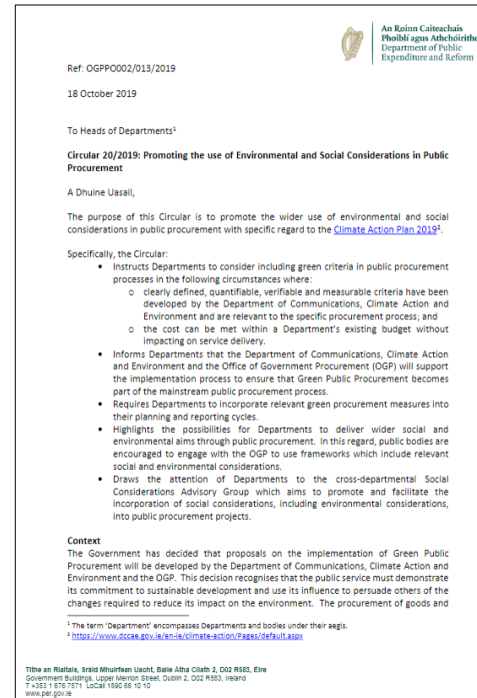 An Roinn Caiteachais
Phoiblí agus Athchóirithe
Department of Public
Expenditure and Reform
Ref: OGPPO002/013/2019
18 October 2019
To Heads of Departments¹
Circular 20/2019: Promoting the use of Environmental and Social Considerations in Public
Procurement
A Dhuine Uasail,
The purpose of this Circular is to promote the wider use of environmental and social
considerations in public procurement with specific regard to the Climate Action Plan 2019².
Specifically, the Circular:
• Instructs Departments to consider including green criteria in public procurement
processes in the following circumstances where:
o clearly defined, quantifiable, verifiable and measurable criteria have been
developed by the Department of Communications, Climate Action and
Environment and are relevant to the specific procurement process; and
o the cost can be met within a Department's existing budget without
impacting on service delivery.
• Informs Departments that the Department of Communications, Climate Action
and Environment and the Office of Government Procurement (OGP) will support
the implementation process to ensure that Green Public Procurement becomes
part of the mainstream public procurement process.
• Requires Departments to incorporate relevant green procurement measures into
their planning and reporting cycles.
• Highlights the possibilities for Departments to deliver wider social and
environmental aims through public procurement. In this regard, public bodies are
encouraged to engage with the OGP to use frameworks which include relevant
social and environmental considerations.
• Draws the attention of Departments to the cross-departmental Social
Considerations Advisory Group which aims to promote and facilitate the
incorporation of social considerations, including environmental considerations,
into public procurement projects.
Context
The Government has decided that proposals on the implementation of Green Public
Procurement will be developed by the Department of Communications, Climate Action and
Environment and the OGP. This decision recognises that the public service must demonstrate
its commitment to sustainable development and use its influence to persuade others of the
changes required to reduce its impact on the environment. The procurement of goods and
¹ The term 'Department' encompasses Departments and bodies under their aegis.
² https://www.dccae.gov.ie/en-ie/climate-action/Pages/default.aspx
Tithe an Rialtais, Sráid Mhuirfean Uacht, Baile Átha Cliath 2, D02 R583, Éire
Government Buildings, Upper Merrion Street, Dublin 2, D02 R583, Ireland
T +353 1 676 7571 LoCall 1890 66 10 10
www.per.gov.ie